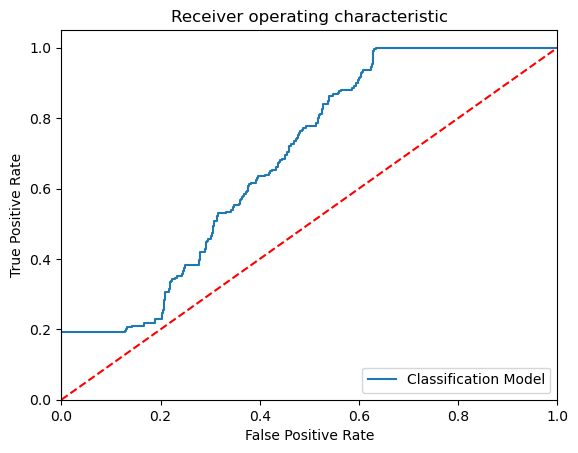 Receiver operating characteristic
True Positive Rate
1.0
0.8
0.6
0.4
0.2
0.0
Classification Model
0.0 0.2 0.4 0.6 0.8 1.0
False Positive Rate